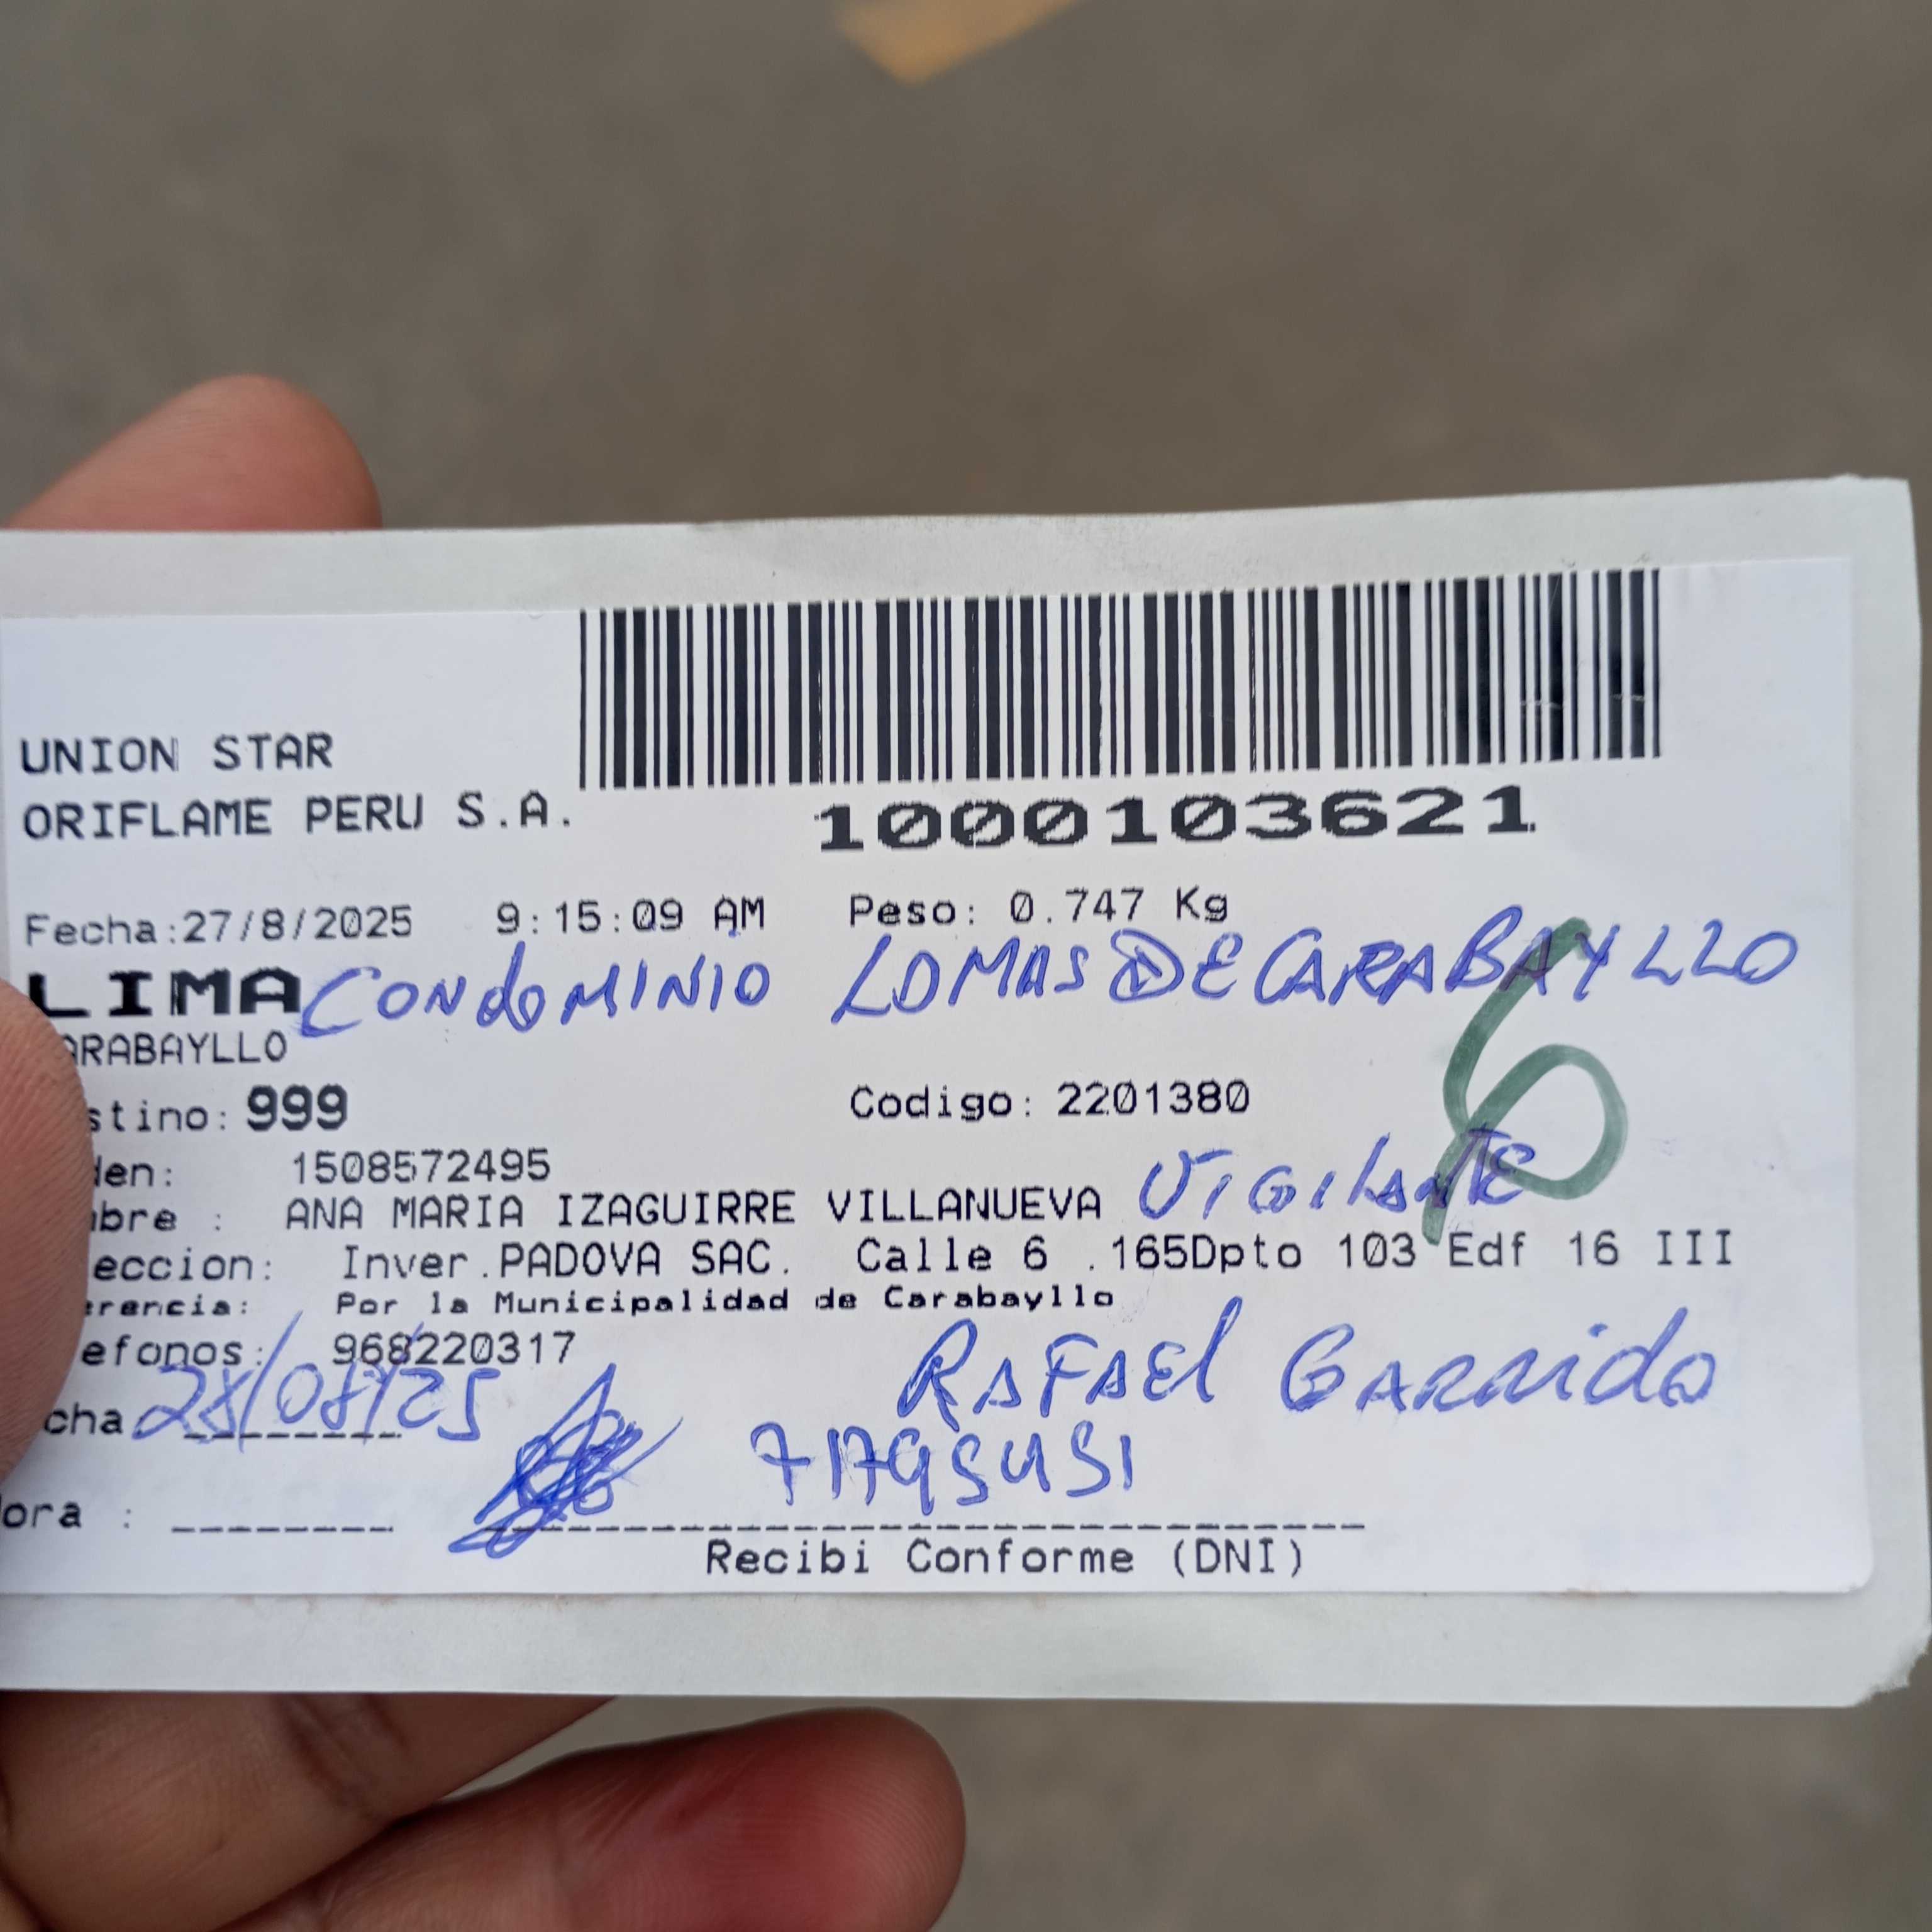 UNION STAR
ORIFLAME PERU S.A.
1000103621
Fecha:27/8/2025 9:15:09 AM Peso: 0.747 Kg
LIMA CONDOMINIO LOMAS DE CARABAYLLO
ARABAYLLO
6
stino: 999 Codigo: 2201380
den: 1508572495
bre : ANA MARIA IZAGUIRRE VILLANUEVA VIGILANTE
eccion: Inver.PADOVA SAC. Calle 6 .165Dpto 103 Edf 16 III
erencia: Por la Municipalidad de Carabayllo
efonos: 968220317
RAFAEL GARRIDO
cha 28/08/25
ora :
Recibi Conforme (DNI)